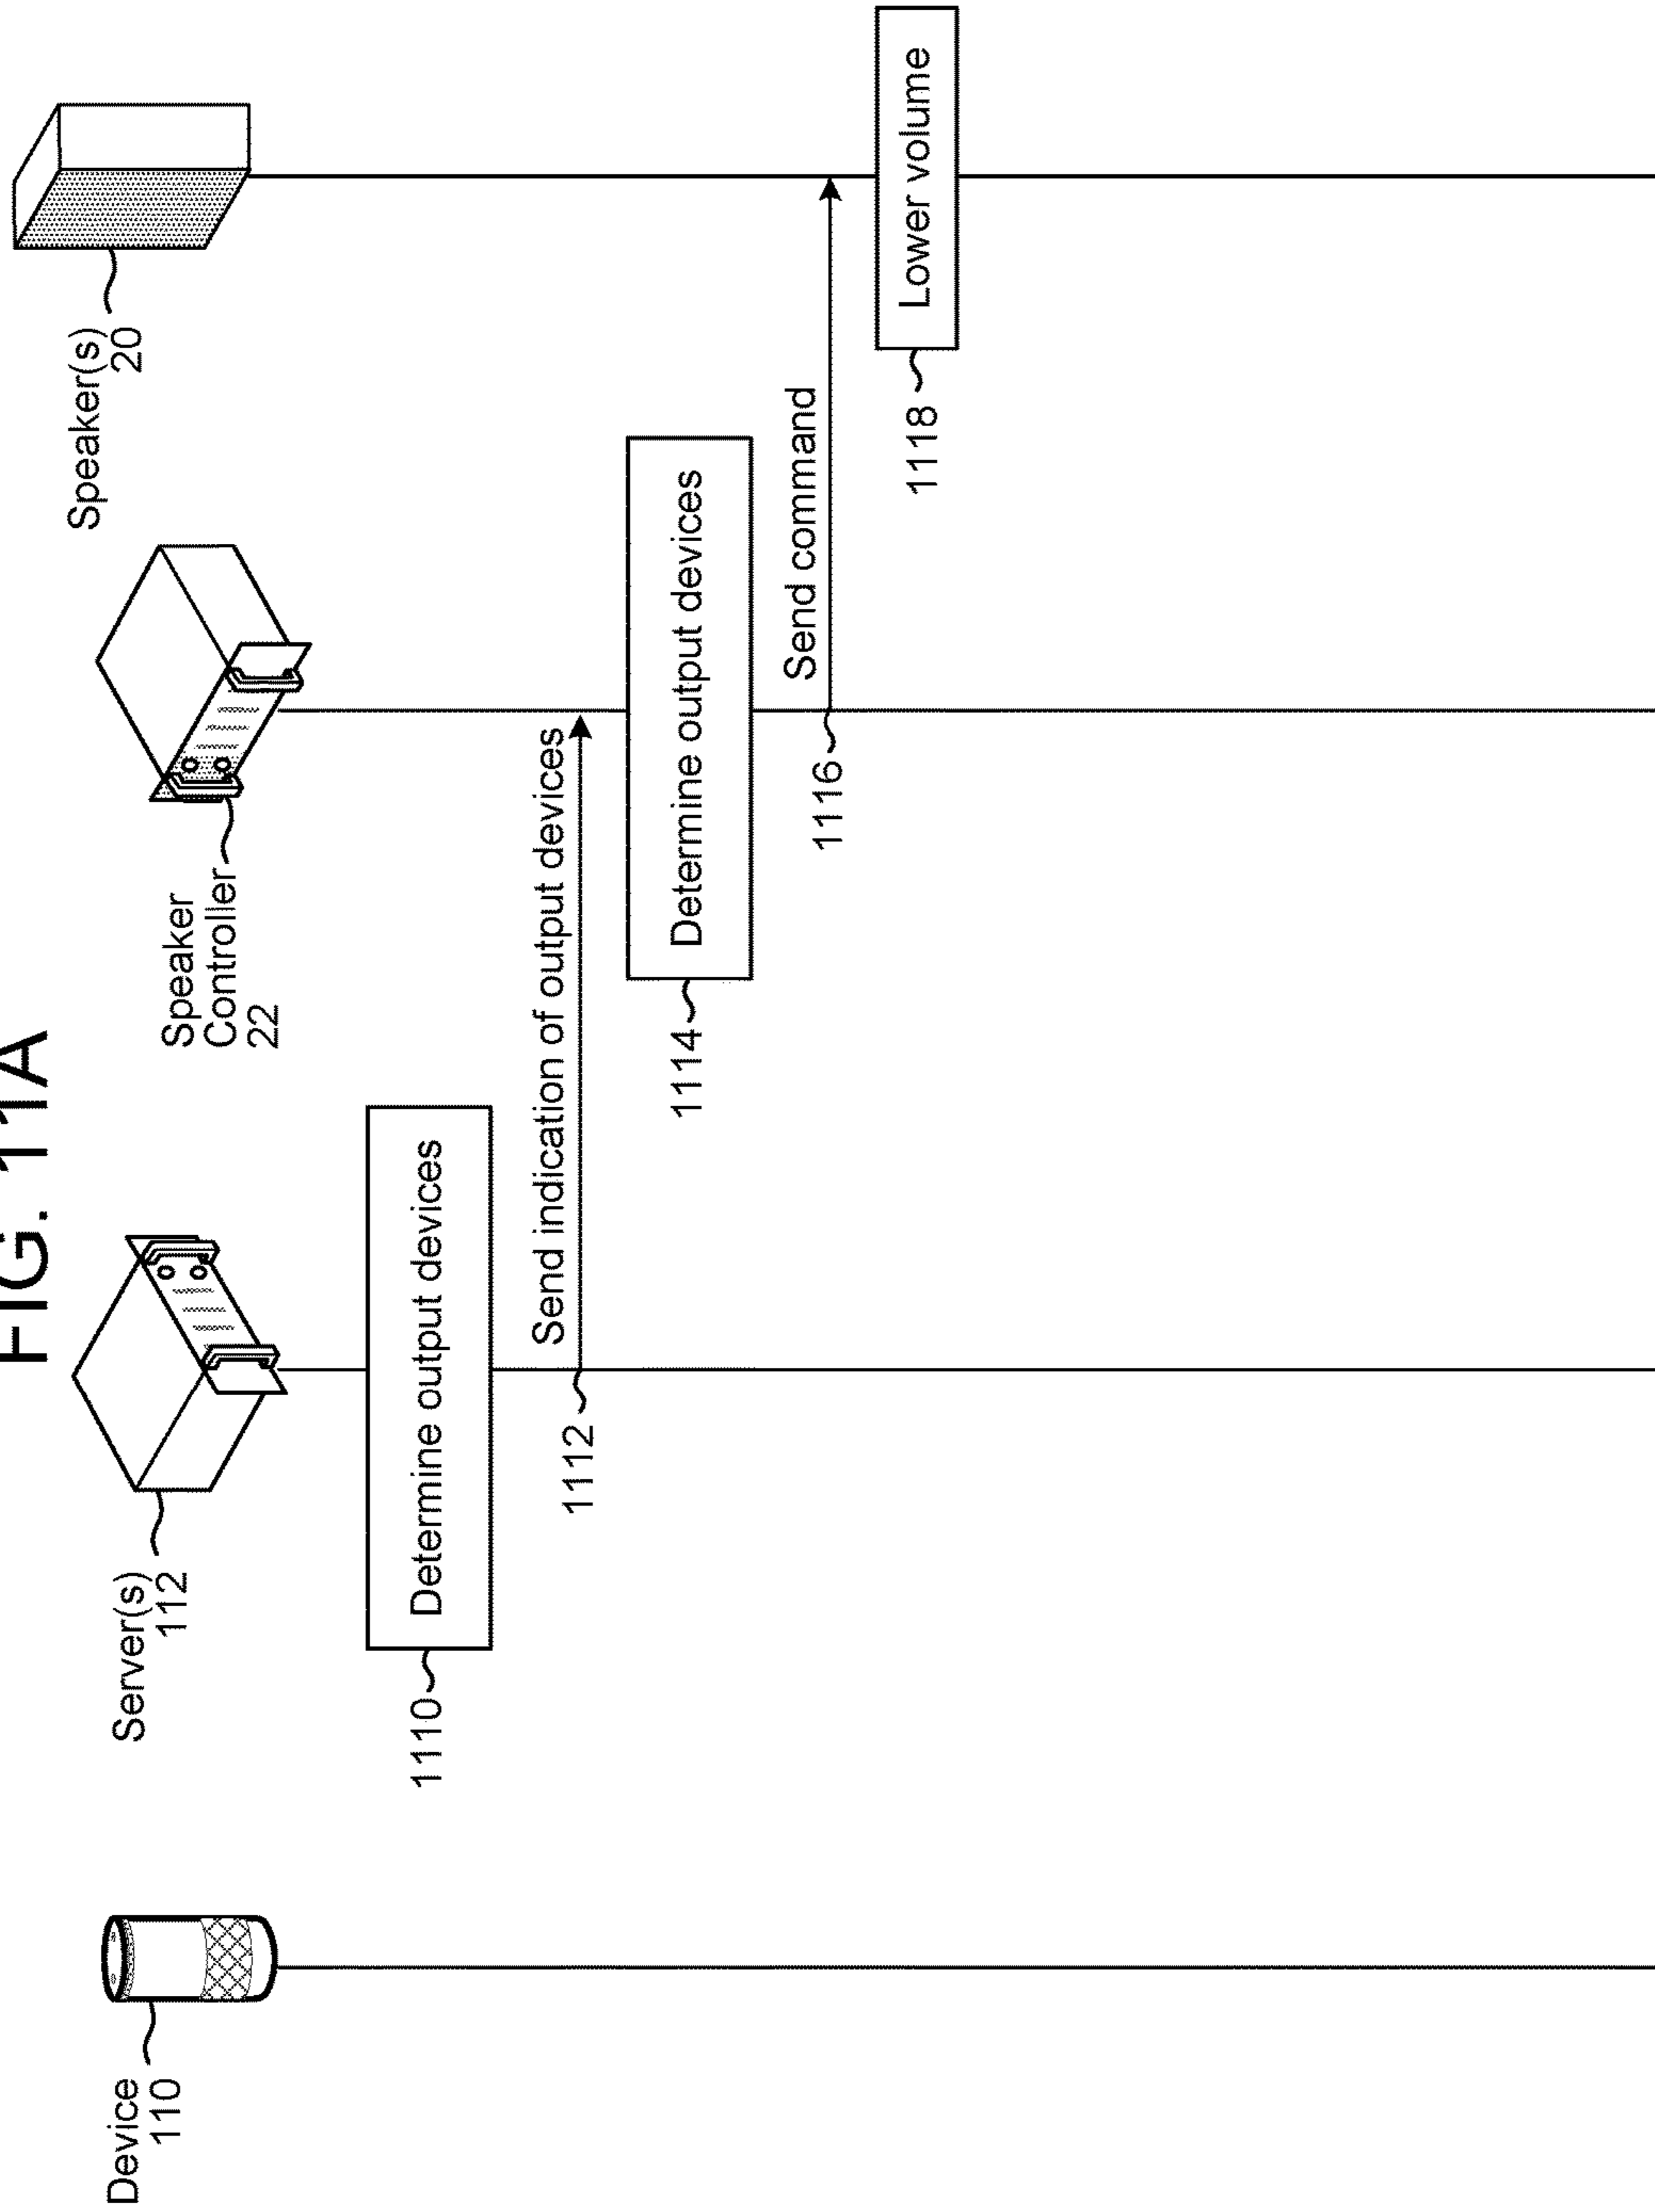 FIG. 11A
Device
110
Server(s)
112
Speaker
Controller
22
Speaker(s)
20
1110
Determine output devices
Send indication of output devices
1112
1114
Determine output devices
Send command
1116
1118
Lower volume